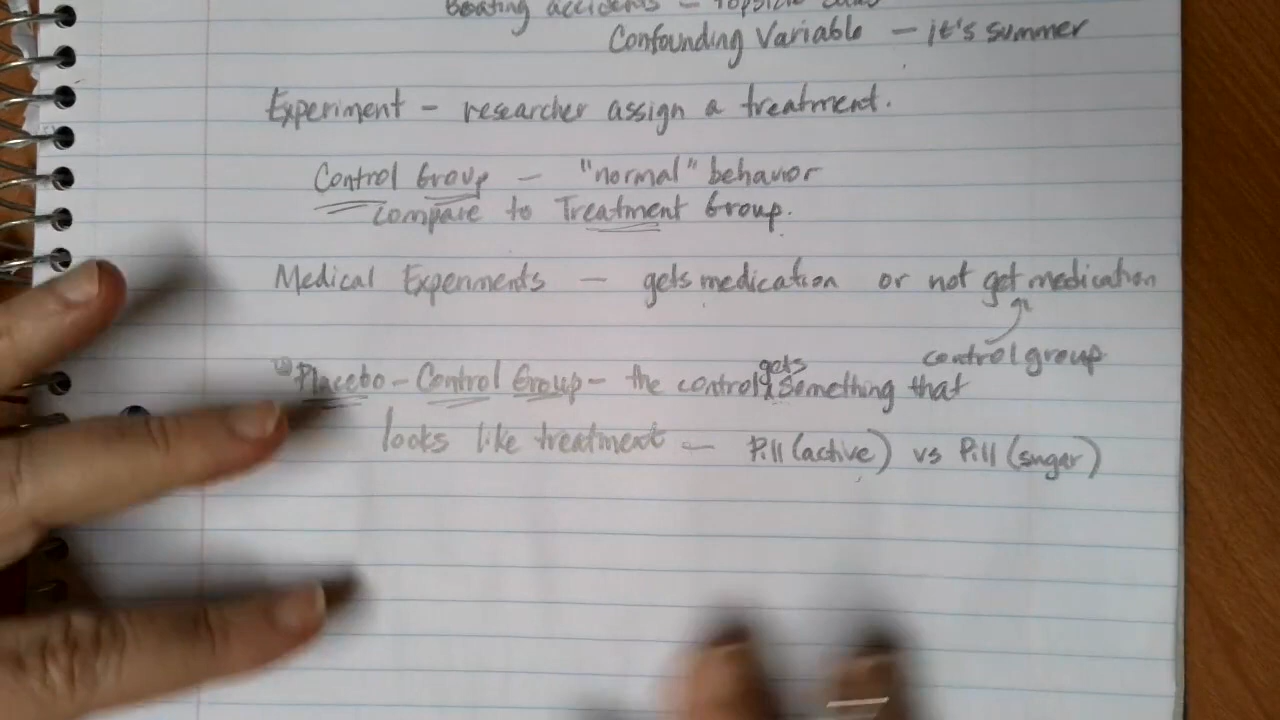 Boating accidents –
Confounding Variable – it's summer
Experiment – researcher assign a treatment.
Control Group – "normal" behavior
compare to Treatment Group.
Medical Experiments – gets medication or not get medication
control group
Placebo – Control Group – the control gets something that
looks like treatment – Pill (active) vs Pill (sugar)